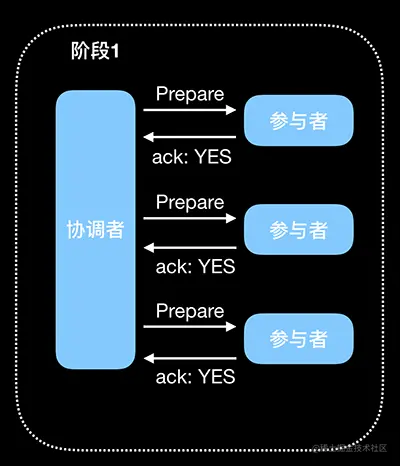 阶段1
Prepare
参与者
ack: YES
Prepare
协调者
参与者
ack: YES
Prepare
参与者
ack: YES
@稀土掘金技术社区